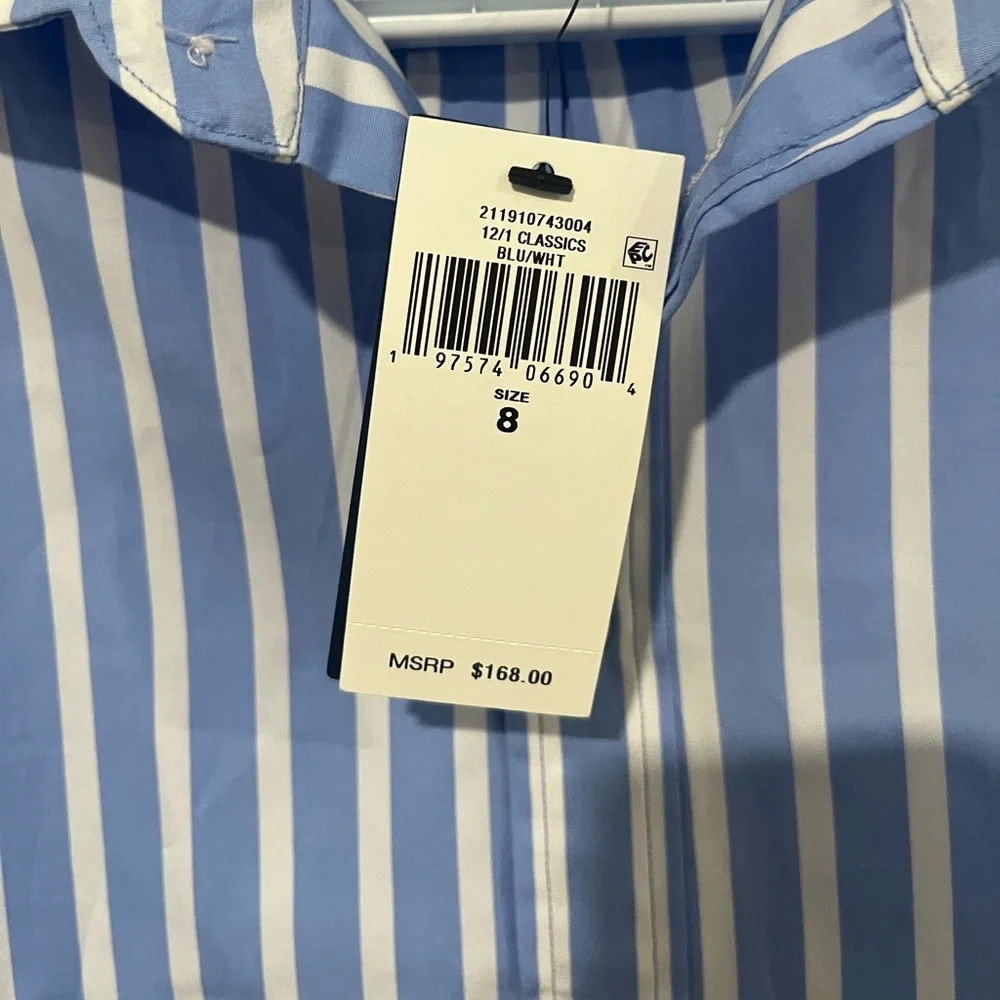 211910743004
12/1 CLASSICS
BLU/WHT
1 97574 06690 4
SIZE
8
MSRP $168.00